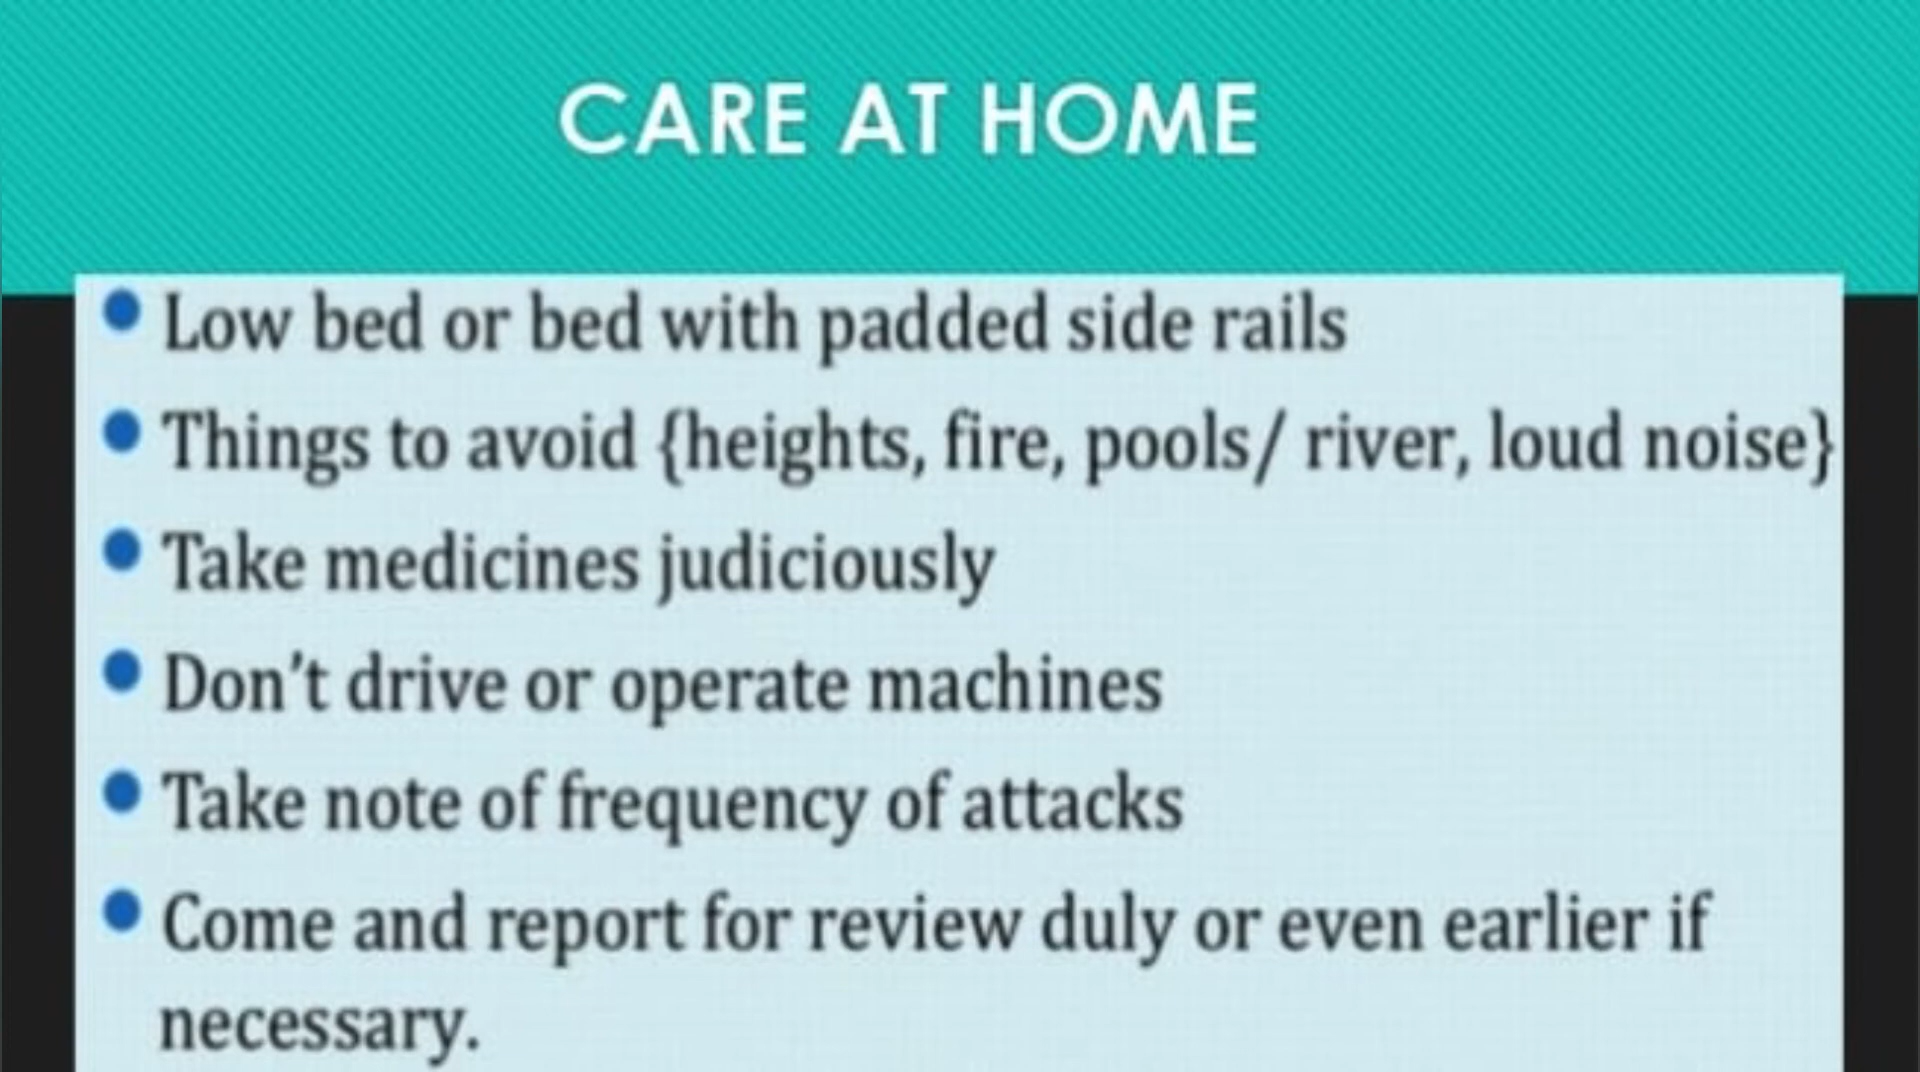 CARE AT HOME
Low bed or bed with padded side rails
Things to avoid {heights, fire, pools/ river, loud noise}
Take medicines judiciously
Don’t drive or operate machines
Take note of frequency of attacks
Come and report for review duly or even earlier if
necessary.